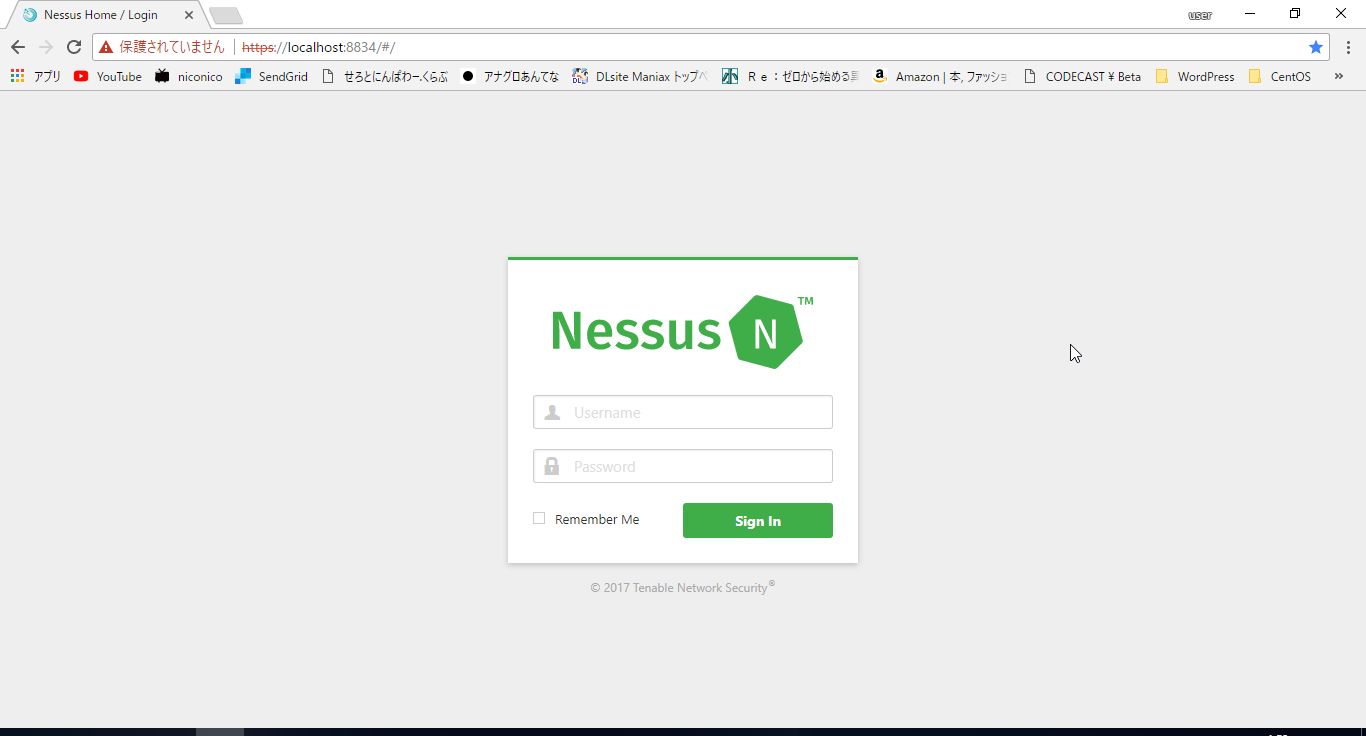 Nessus Home / Login
user
保護されていません https://localhost:8834/#/
アプリ YouTube niconico SendGrid せろとにんぱわーくらぶ アナグロあんてな DLsite Maniax トップペ Ｒｅ：ゼロから始める Amazon | 本, ファッショ CODECAST ¥ Beta WordPress CentOS »
Nessus N ™
Username
Password
Remember Me Sign In
© 2017 Tenable Network Security®